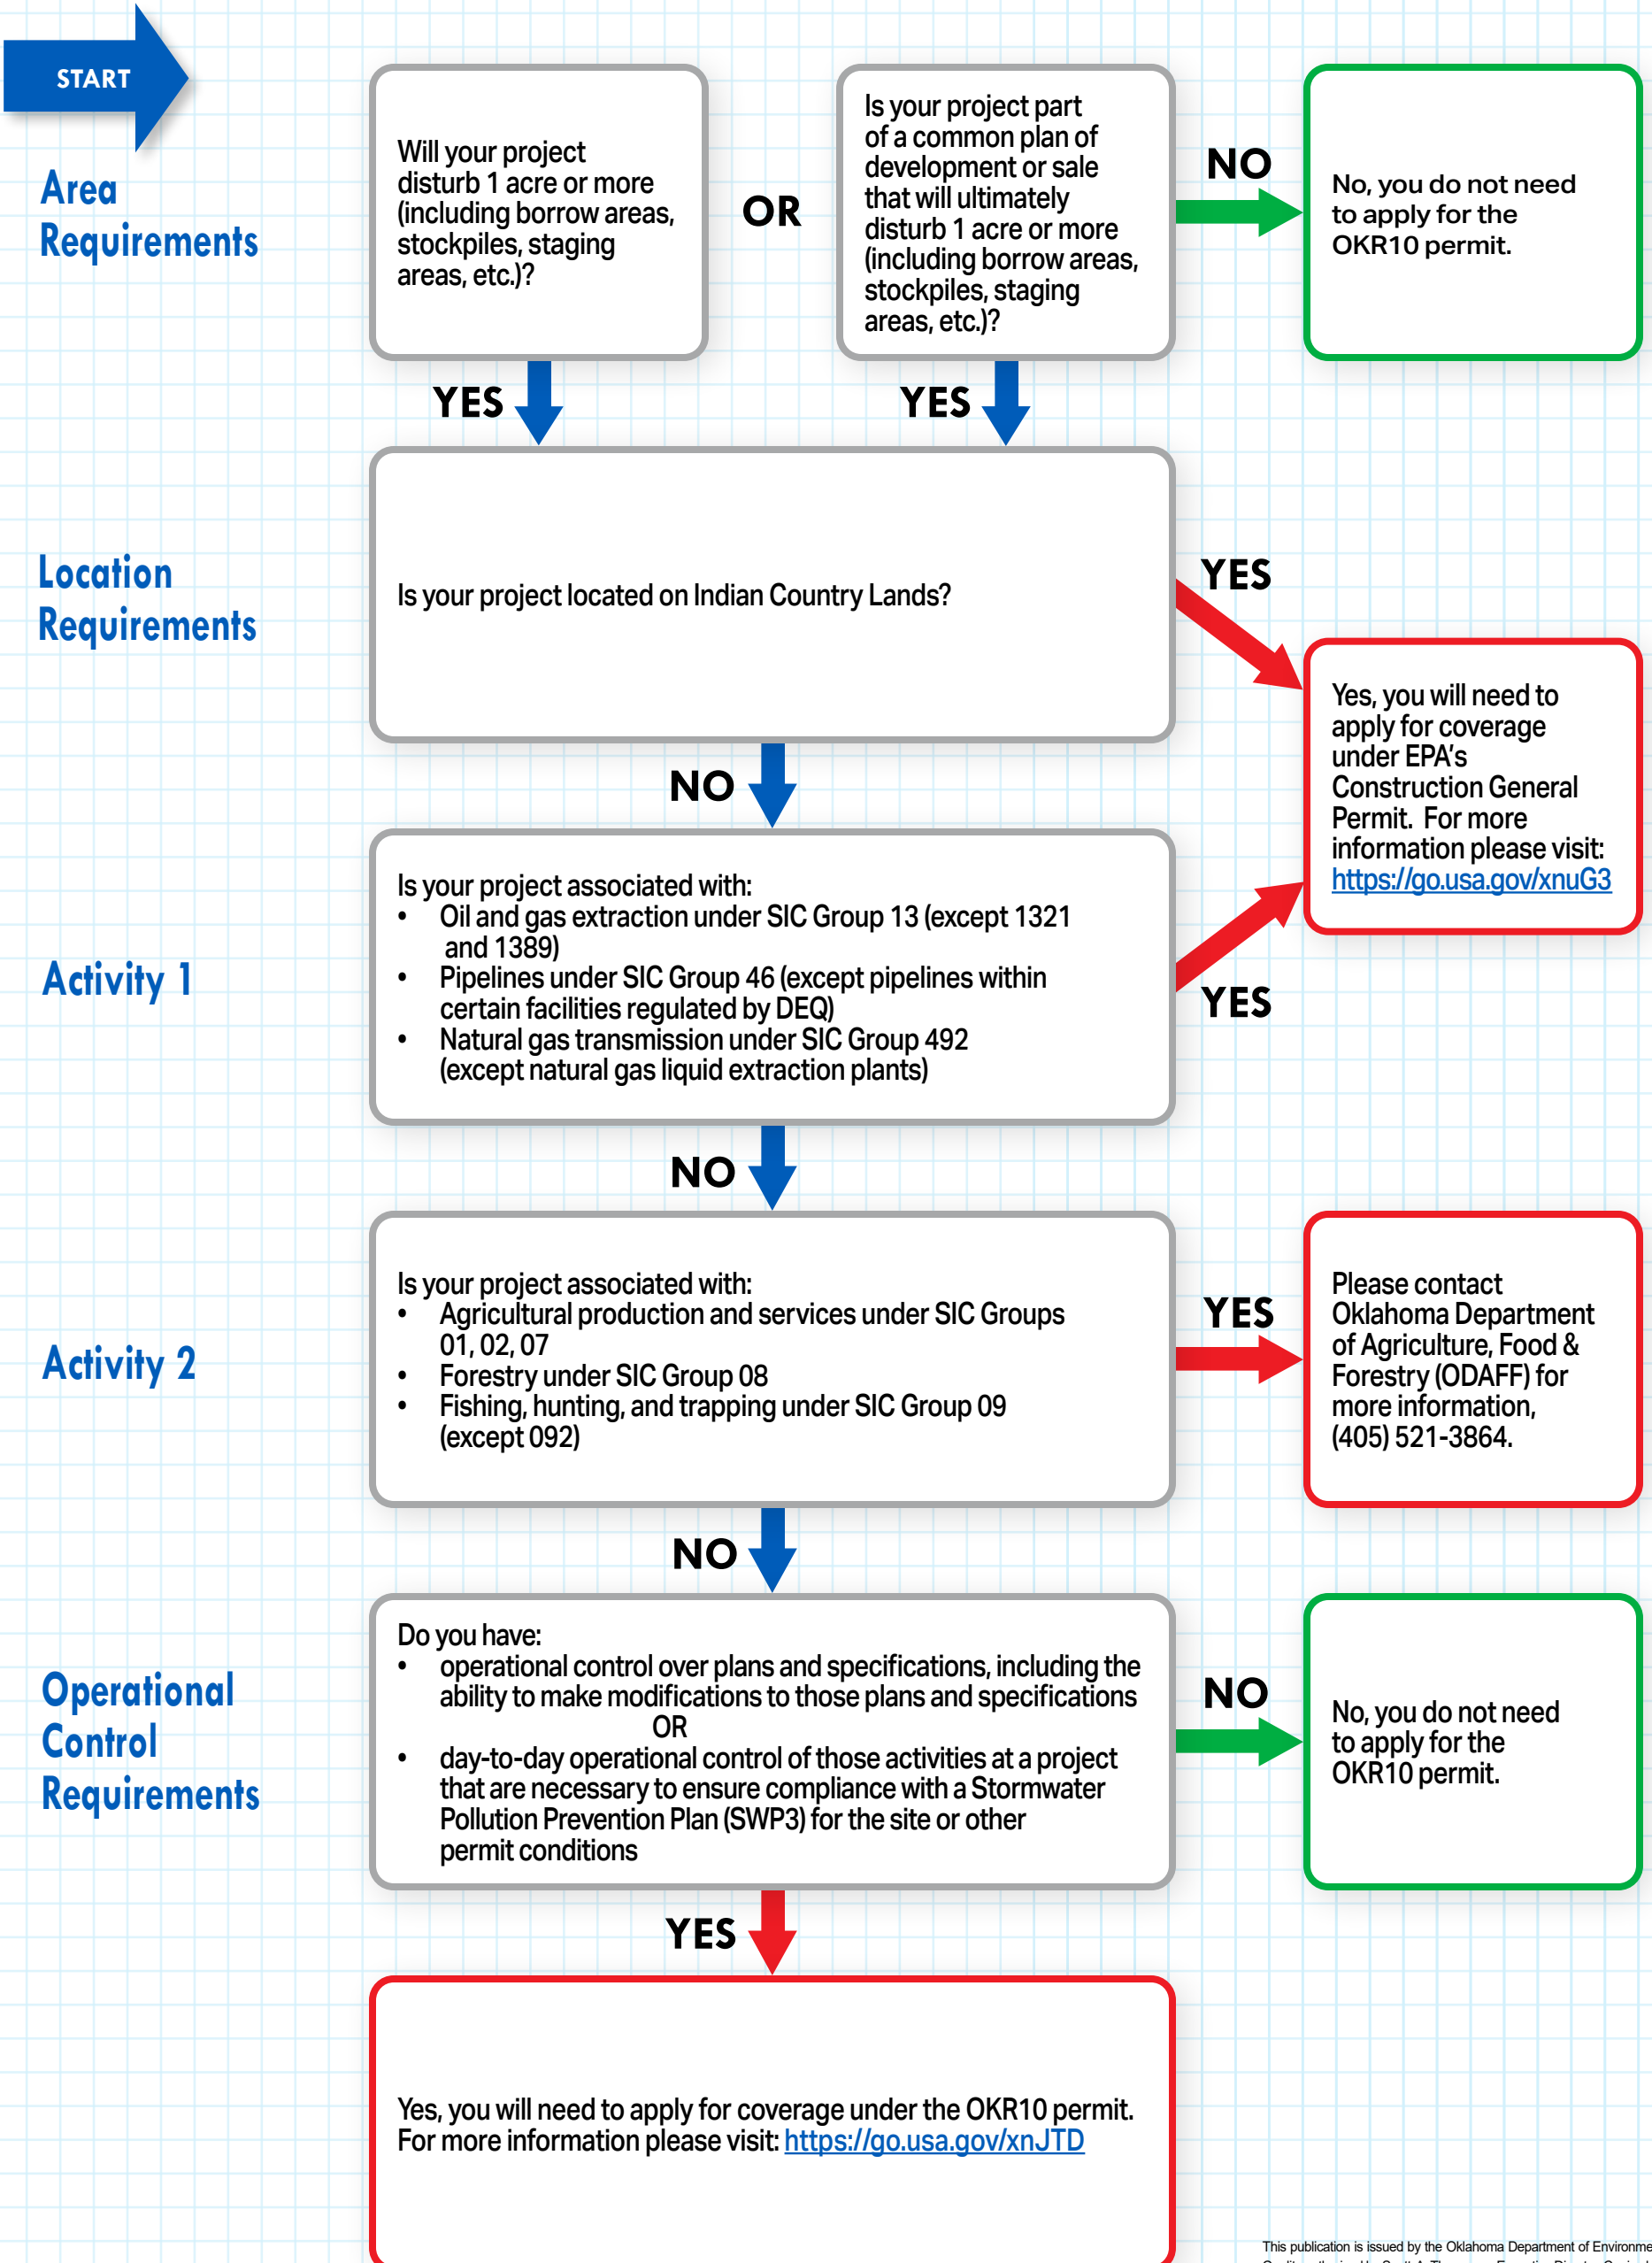 START
Area
Requirements
Will your project
disturb 1 acre or more
(including borrow areas,
stockpiles, staging
areas, etc.)?
OR
Is your project part
of a common plan of
development or sale
that will ultimately
disturb 1 acre or more
(including borrow areas,
stockpiles, staging
areas, etc.)?
NO
No, you do not need
to apply for the
OKR10 permit.
YES
YES
Location
Requirements
Is your project located on Indian Country Lands?
YES
Yes, you will need to
apply for coverage
under EPA's
Construction General
Permit. For more
information please visit:
https://go.usa.gov/xnuG3
NO
Activity 1
Is your project associated with:
• Oil and gas extraction under SIC Group 13 (except 1321
and 1389)
• Pipelines under SIC Group 46 (except pipelines within
certain facilities regulated by DEQ)
• Natural gas transmission under SIC Group 492
(except natural gas liquid extraction plants)
YES
NO
Activity 2
Is your project associated with:
• Agricultural production and services under SIC Groups
01, 02, 07
• Forestry under SIC Group 08
• Fishing, hunting, and trapping under SIC Group 09
(except 092)
YES
Please contact
Oklahoma Department
of Agriculture, Food &
Forestry (ODAFF) for
more information,
(405) 521-3864.
NO
Operational
Control
Requirements
Do you have:
• operational control over plans and specifications, including the
ability to make modifications to those plans and specifications
OR
• day-to-day operational control of those activities at a project
that are necessary to ensure compliance with a Stormwater
Pollution Prevention Plan (SWP3) for the site or other
permit conditions
NO
No, you do not need
to apply for the
OKR10 permit.
YES
Yes, you will need to apply for coverage under the OKR10 permit.
For more information please visit: https://go.usa.gov/xnJTD
This publication is issued by the Oklahoma Department of